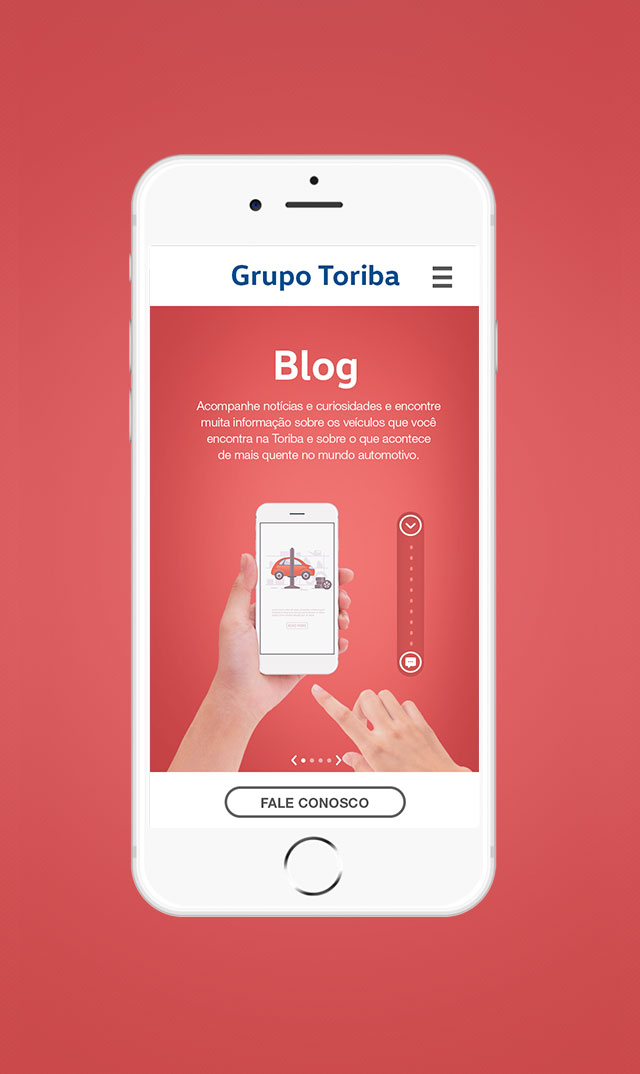 Grupo Toriba
Blog
Acompanhe notícias e curiosidades e encontre
muita informação sobre os veículos que você
encontra na Toriba e sobre o que acontece
de mais quente no mundo automotivo.
FALE CONOSCO